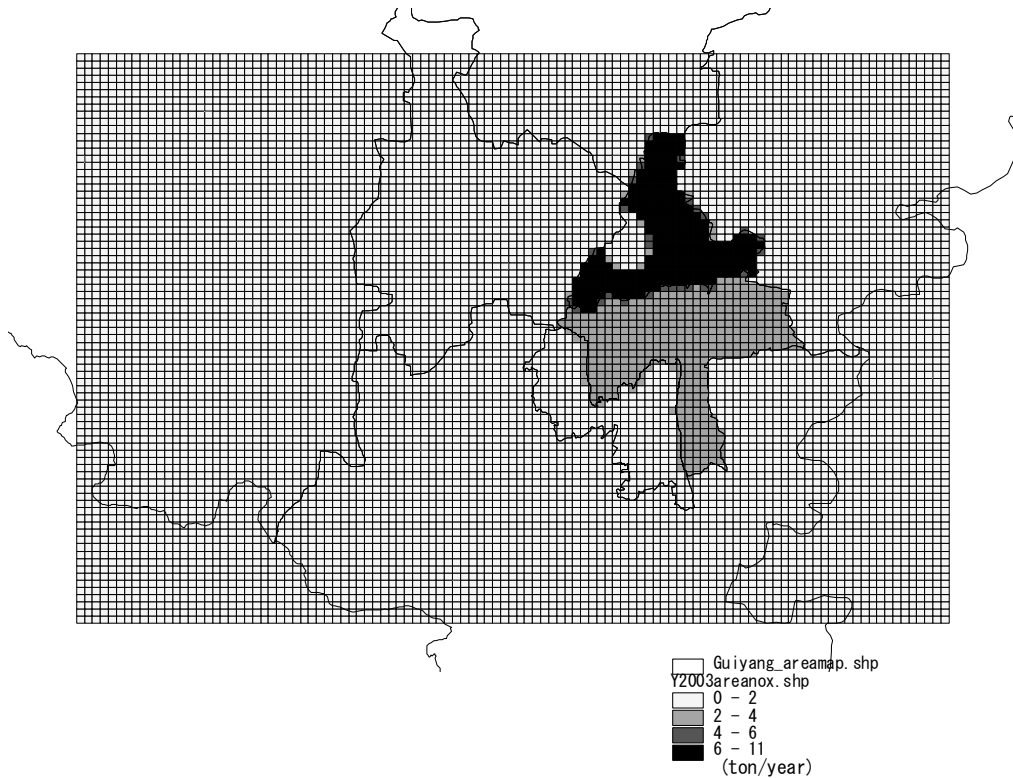 Guiyang_areamap.shp
Y2003areanox.shp
0 - 2
2 - 4
4 - 6
6 - 11
(ton/year)